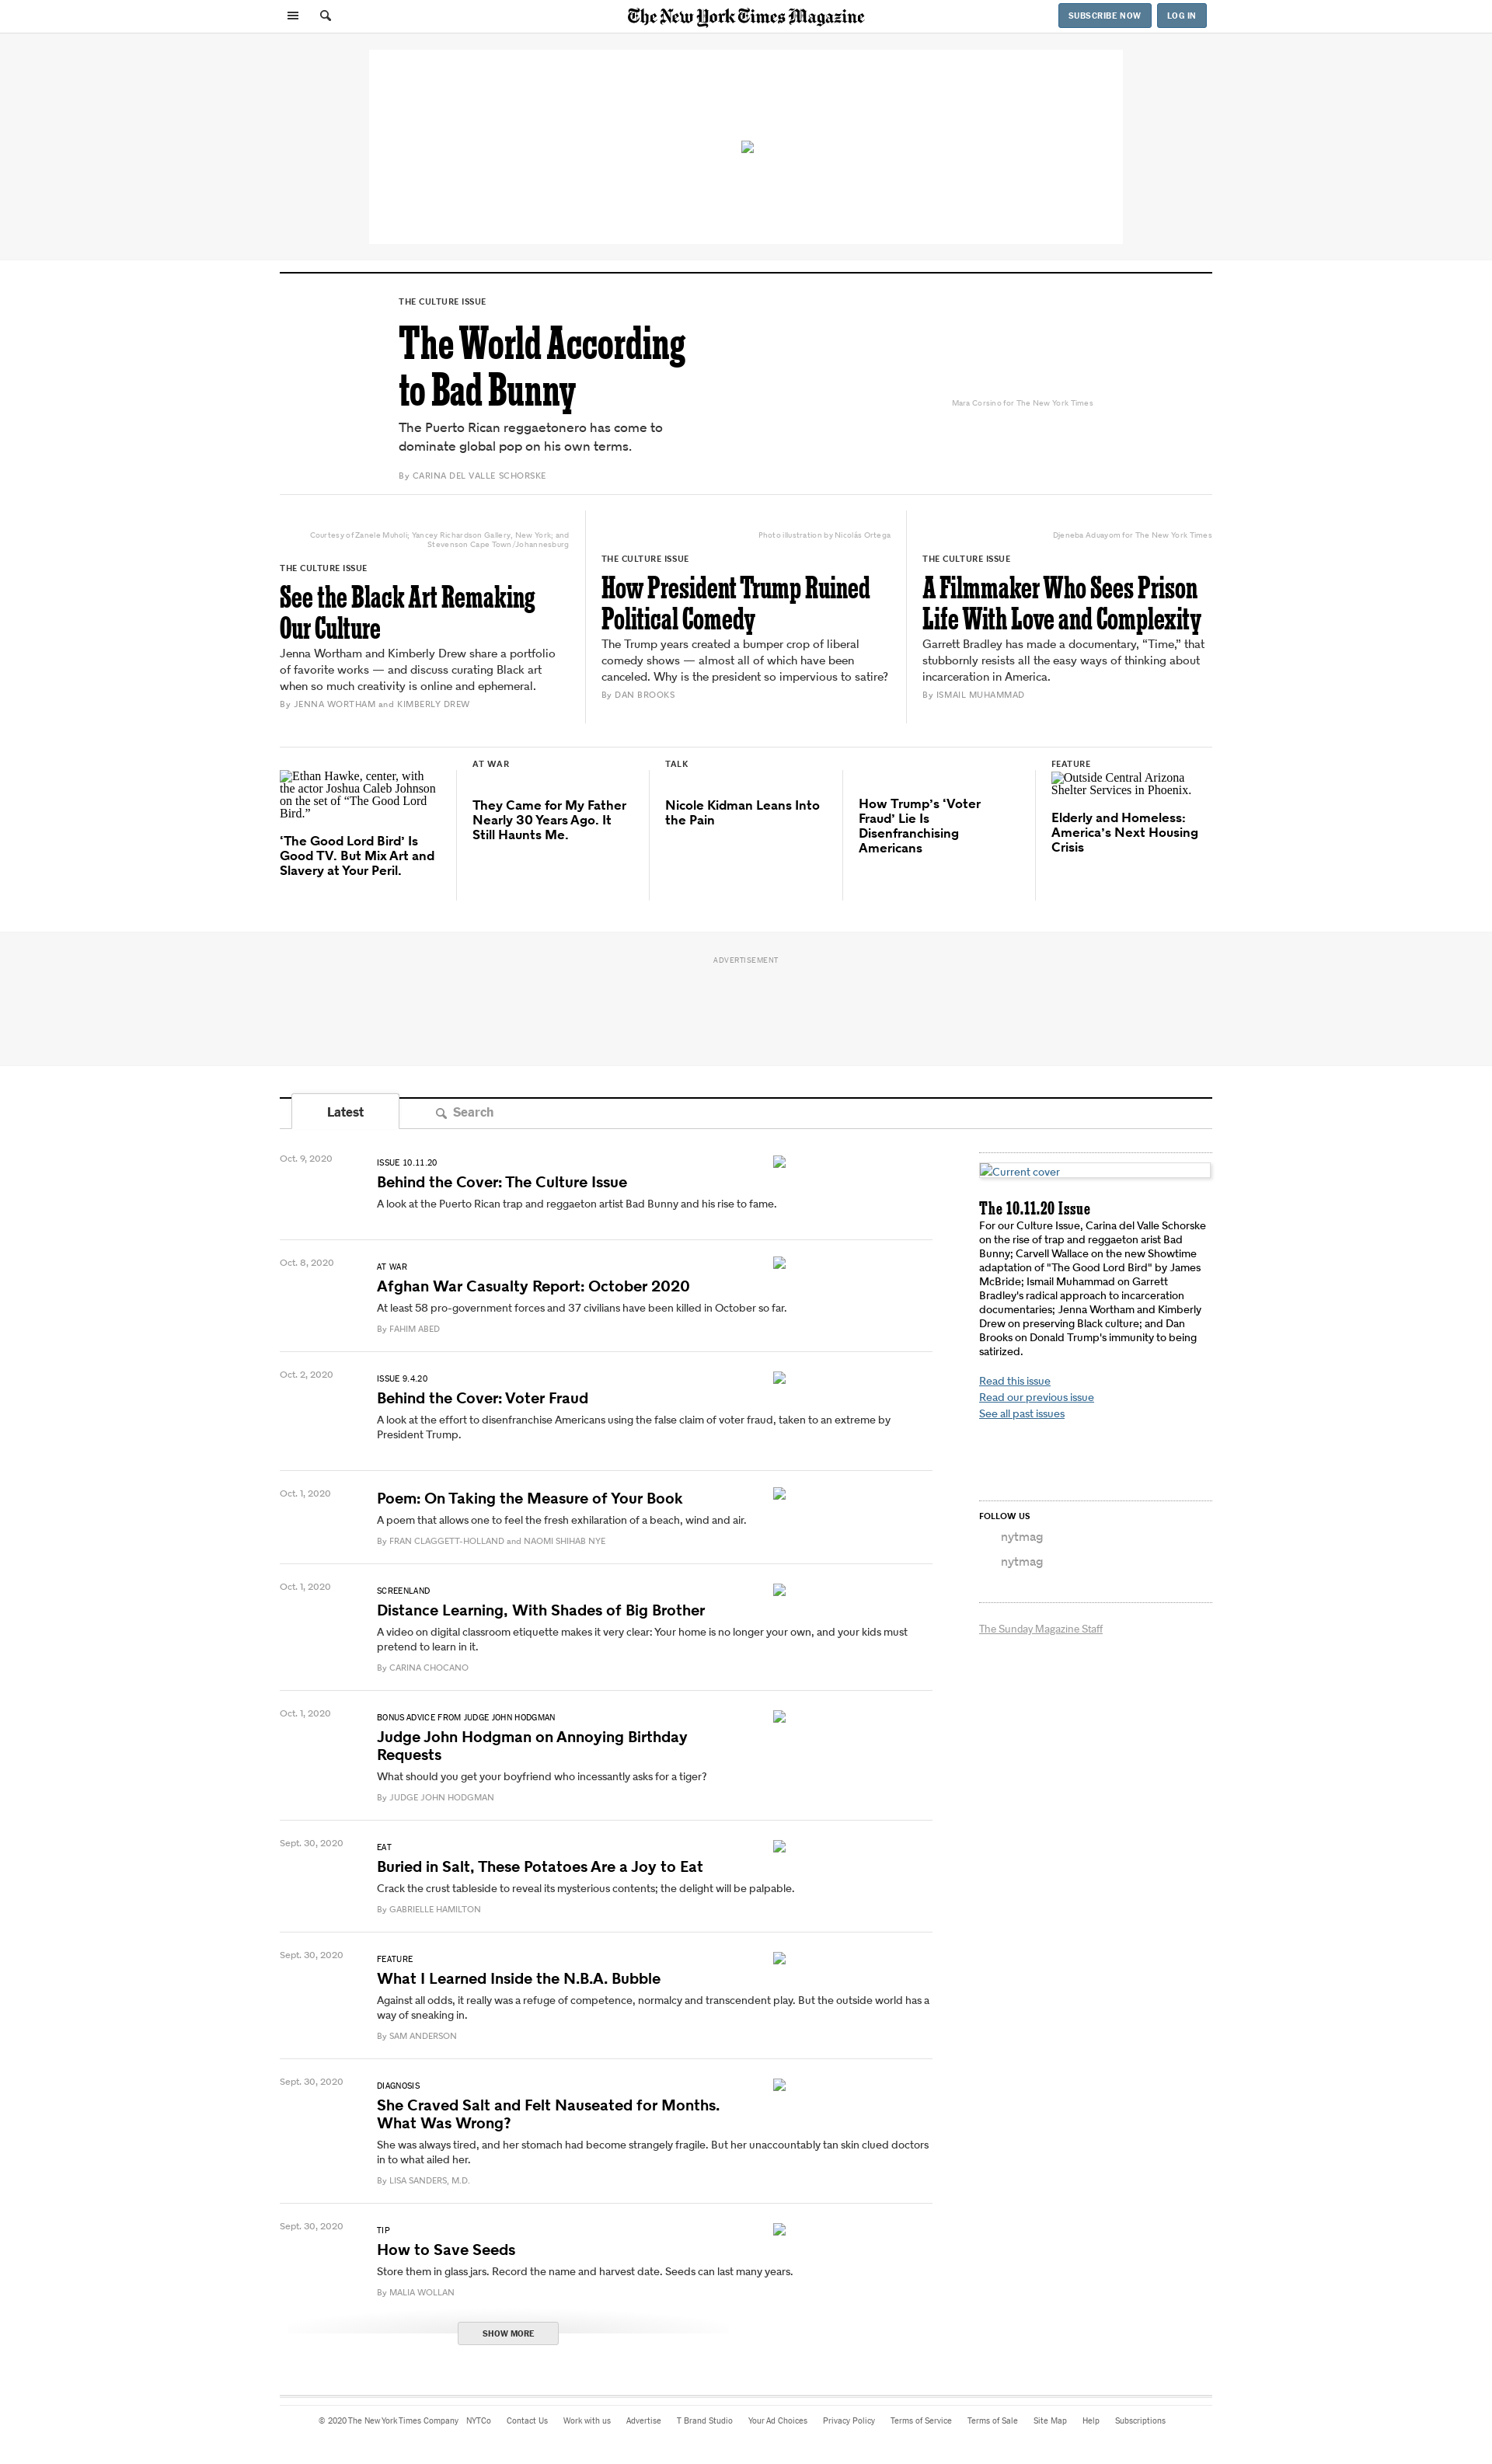 The New York Times Magazine
SUBSCRIBE NOW
LOG IN
THE CULTURE ISSUE
The World According
to Bad Bunny
The Puerto Rican reggaetonero has come to
dominate global pop on his own terms.
By CARINA DEL VALLE SCHORSKE
Mara Corsino for The New York Times
Courtesy of Zanele Muholi; Yancey Richardson Gallery, New York; and
Stevenson Cape Town/Johannesburg
THE CULTURE ISSUE
See the Black Art Remaking
Our Culture
Jenna Wortham and Kimberly Drew share a portfolio
of favorite works — and discuss curating Black art
when so much creativity is online and ephemeral.
By JENNA WORTHAM and KIMBERLY DREW
Photo illustration by Nicolás Ortega
THE CULTURE ISSUE
How President Trump Ruined
Political Comedy
The Trump years created a bumper crop of liberal
comedy shows — almost all of which have been
canceled. Why is the president so impervious to satire?
By DAN BROOKS
Djeneba Aduayom for The New York Times
THE CULTURE ISSUE
A Filmmaker Who Sees Prison
Life With Love and Complexity
Garrett Bradley has made a documentary, “Time,” that
stubbornly resists all the easy ways of thinking about
incarceration in America.
By ISMAIL MUHAMMAD
Ethan Hawke, center, with
the actor Joshua Caleb Johnson
on the set of “The Good Lord
Bird.”
‘The Good Lord Bird’ Is
Good TV. But Mix Art and
Slavery at Your Peril.
AT WAR
They Came for My Father
Nearly 30 Years Ago. It
Still Haunts Me.
TALK
Nicole Kidman Leans Into
the Pain
How Trump’s ‘Voter
Fraud’ Lie Is
Disenfranchising
Americans
FEATURE
Outside Central Arizona
Shelter Services in Phoenix.
Elderly and Homeless:
America’s Next Housing
Crisis
ADVERTISEMENT
Latest
Search
Oct. 9, 2020
ISSUE 10.11.20
Behind the Cover: The Culture Issue
A look at the Puerto Rican trap and reggaeton artist Bad Bunny and his rise to fame.
Oct. 8, 2020
AT WAR
Afghan War Casualty Report: October 2020
At least 58 pro-government forces and 37 civilians have been killed in October so far.
By FAHIM ABED
Oct. 2, 2020
ISSUE 9.4.20
Behind the Cover: Voter Fraud
A look at the effort to disenfranchise Americans using the false claim of voter fraud, taken to an extreme by
President Trump.
Oct. 1, 2020
Poem: On Taking the Measure of Your Book
A poem that allows one to feel the fresh exhilaration of a beach, wind and air.
By FRAN CLAGGETT-HOLLAND and NAOMI SHIHAB NYE
Oct. 1, 2020
SCREENLAND
Distance Learning, With Shades of Big Brother
A video on digital classroom etiquette makes it very clear: Your home is no longer your own, and your kids must
pretend to learn in it.
By CARINA CHOCANO
Oct. 1, 2020
BONUS ADVICE FROM JUDGE JOHN HODGMAN
Judge John Hodgman on Annoying Birthday
Requests
What should you get your boyfriend who incessantly asks for a tiger?
By JUDGE JOHN HODGMAN
Sept. 30, 2020
EAT
Buried in Salt, These Potatoes Are a Joy to Eat
Crack the crust tableside to reveal its mysterious contents; the delight will be palpable.
By GABRIELLE HAMILTON
Sept. 30, 2020
FEATURE
What I Learned Inside the N.B.A. Bubble
Against all odds, it really was a refuge of competence, normalcy and transcendent play. But the outside world has a
way of sneaking in.
By SAM ANDERSON
Sept. 30, 2020
DIAGNOSIS
She Craved Salt and Felt Nauseated for Months.
What Was Wrong?
She was always tired, and her stomach had become strangely fragile. But her unaccountably tan skin clued doctors
in to what ailed her.
By LISA SANDERS, M.D.
Sept. 30, 2020
TIP
How to Save Seeds
Store them in glass jars. Record the name and harvest date. Seeds can last many years.
By MALIA WOLLAN
SHOW MORE
Current cover
The 10.11.20 Issue
For our Culture Issue, Carina del Valle Schorske
on the rise of trap and reggaeton arist Bad
Bunny; Carvell Wallace on the new Showtime
adaptation of "The Good Lord Bird" by James
McBride; Ismail Muhammad on Garrett
Bradley's radical approach to incarceration
documentaries; Jenna Wortham and Kimberly
Drew on preserving Black culture; and Dan
Brooks on Donald Trump's immunity to being
satirized.
Read this issue
Read our previous issue
See all past issues
FOLLOW US
nytmag
nytmag
The Sunday Magazine Staff
© 2020 The New York Times Company NYTCo Contact Us Work with us Advertise T Brand Studio Your Ad Choices Privacy Policy Terms of Service Terms of Sale Site Map Help Subscriptions